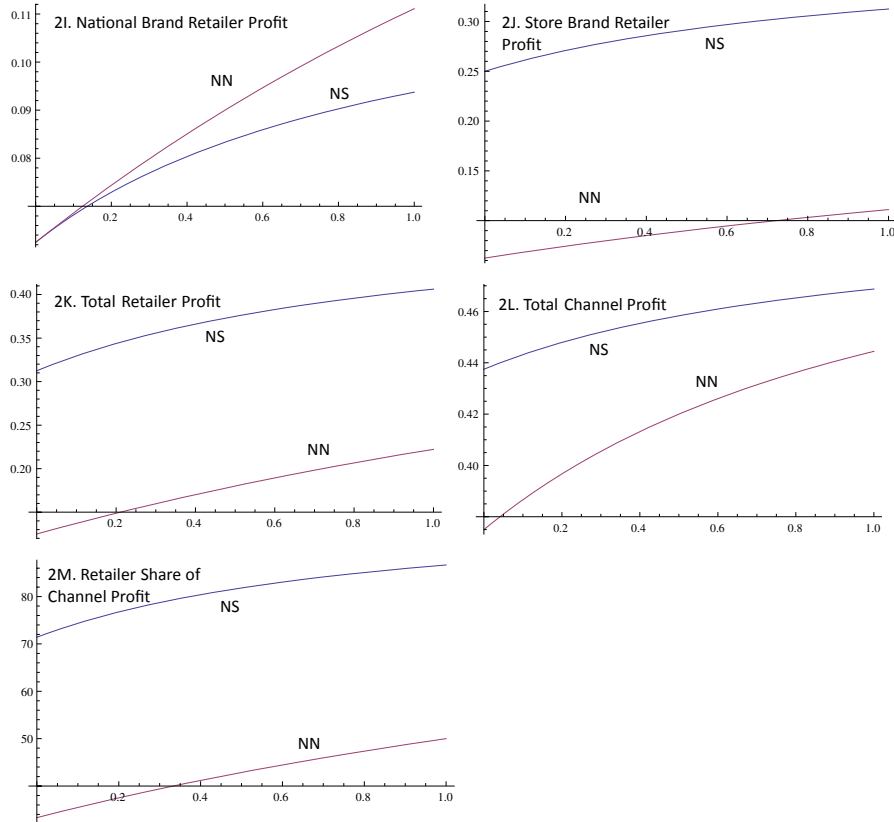 2I. National Brand Retailer Profit
0.11
0.10
0.09
0.08
NN
NS
0.2
0.4
0.6
0.8
1.0
2J. Store Brand Retailer
Profit
0.30
0.25
0.20
0.15
NS
NN
0.2
0.4
0.6
0.8
1.0
2K. Total Retailer Profit
0.40
0.35
0.30
0.25
0.20
NS
NN
0.2
0.4
0.6
0.8
1.0
2L. Total Channel Profit
0.46
0.44
0.42
0.40
NS
NN
0.2
0.4
0.6
0.8
1.0
2M. Retailer Share of
Channel Profit
80
70
60
50
NS
NN
0.2
0.4
0.6
0.8
1.0